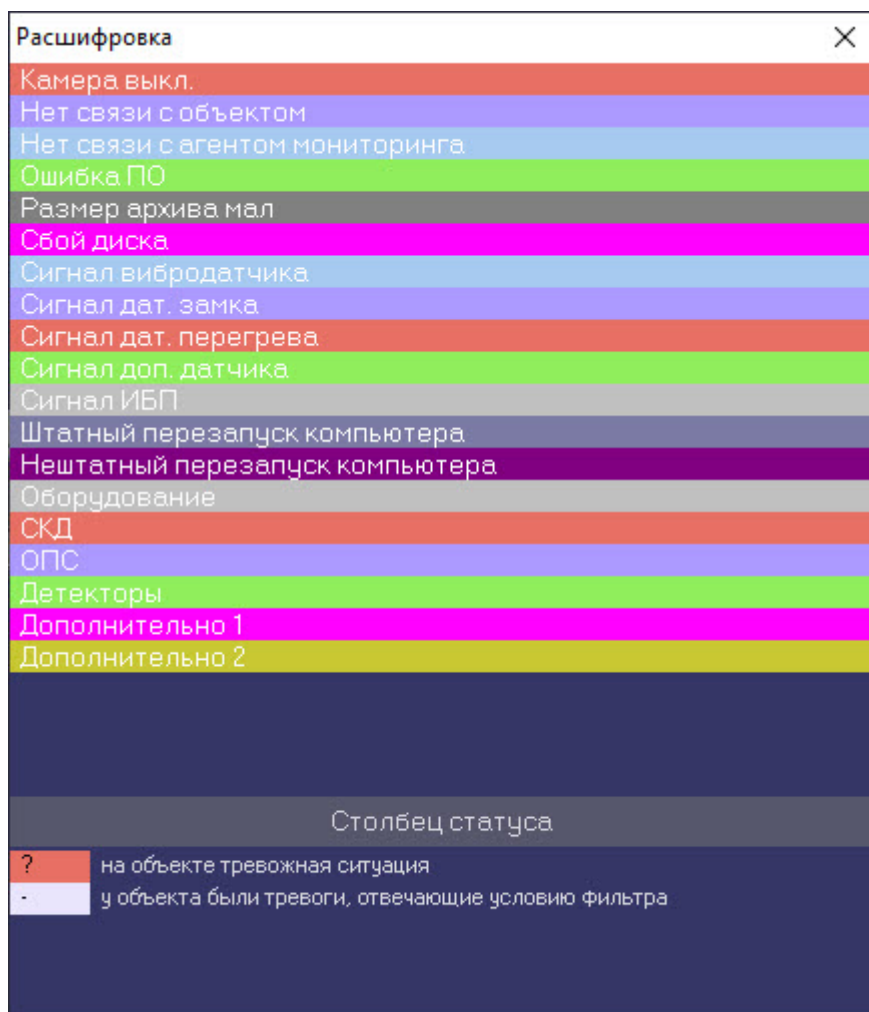 Расшифровка
Камера выкл.
Нет связи с объектом
Нет связи с агентом мониторинга
Ошибка ПО
Размер архива мал
Сбой диска
Сигнал вибродатчика
Сигнал дат. замка
Сигнал дат. перегрева
Сигнал доп. датчика
Сигнал ИБП
Штатный перезапуск компьютера
Нештатный перезапуск компьютера
Оборудование
СКД
ОПС
Детекторы
Дополнительно 1
Дополнительно 2
Столбец статуса
? на объекте тревожная ситуация
- у объекта были тревоги, отвечающие условию фильтра